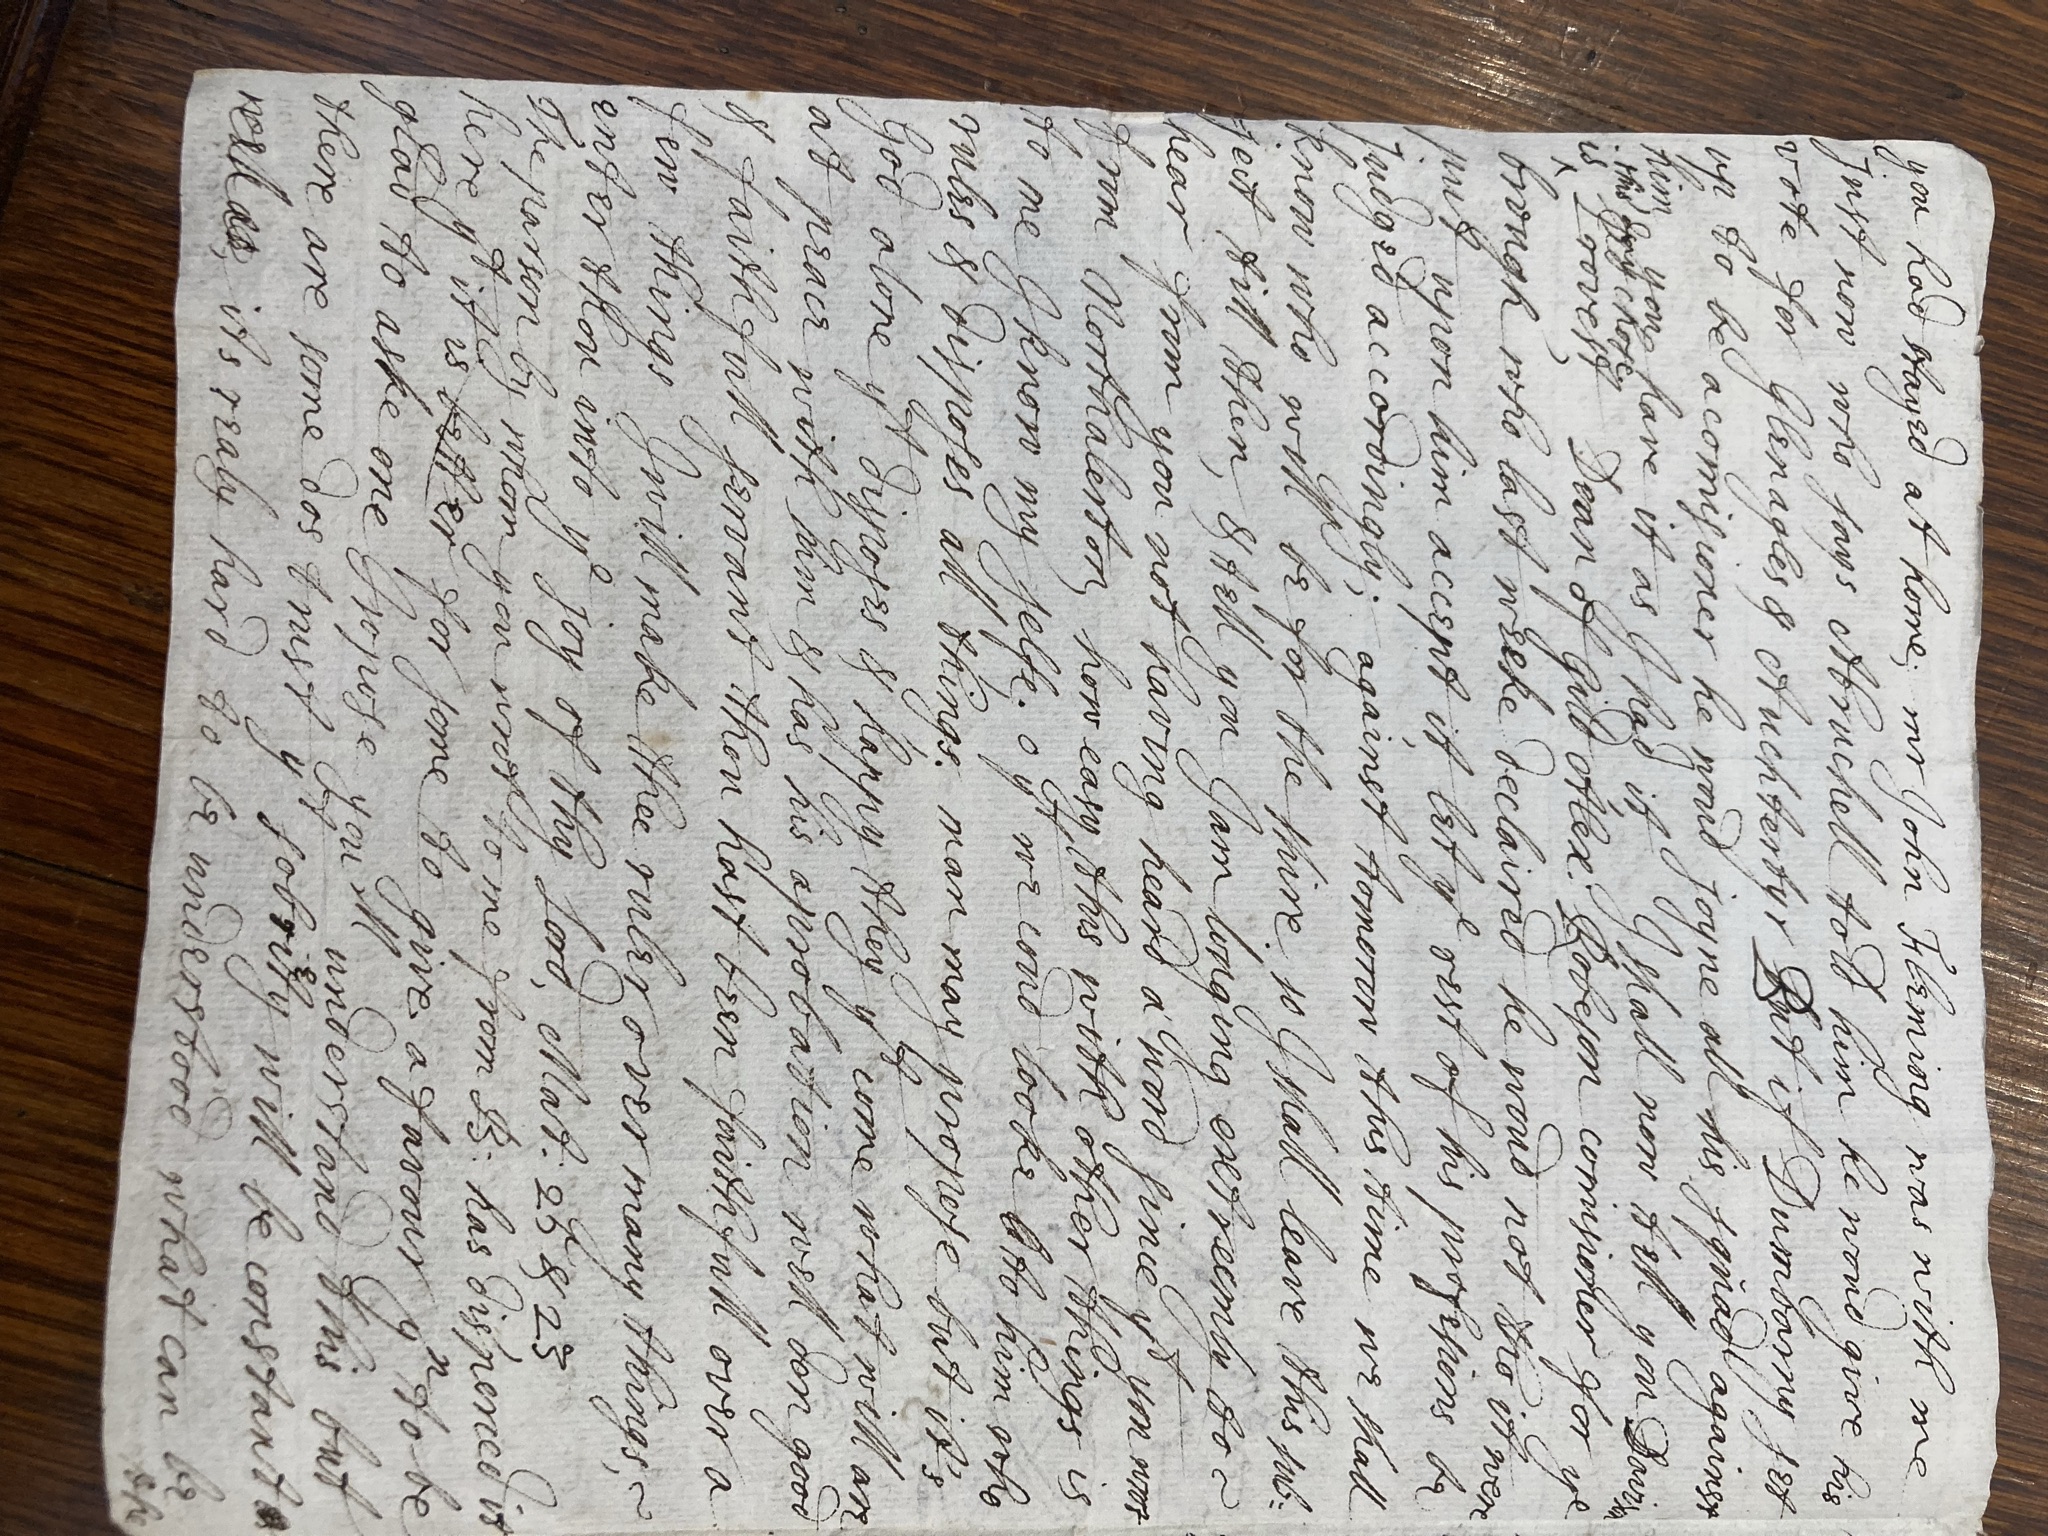 you had stayed at home; mr John Fleming was with me
just now who says Abruchell told him he woud give his
vote for Glenagles & Auchterbyr But if Dumbarny set
up to be a comisioner he woud joyne all his squad against
him, you have it as I had it, I shall now tell you Davison
this day chose
is ^ Provest, Dean of Gild Alex: Robeson comisioner for ye
brough who last weeke declaired he woud not tho it were
put upon him accept it, let ye rest of his profesions be
judged accordingly; against tomorow this time we shall
know who will be for the shire so I shall leave this sub=
ject till then, & tell you I am longing extreemly to ~
hear from you not having heard a word since yt you wrot
from Northalerton, how easy this with other things is
to me I know my selfe; o yt we coud looke to him who
rules & disposes all things; man may propose but it's
God alone yt disposes & happy they yt come what will are
at peace with him & has his aprobation well don good
& faithfull servant thou hast been faithfull over a
few things I will make thee ruler over many things, ~
enter thou into ye joy of thy Lord, Mat: 25 & 23
The parson by whom you wrot to me from B: has disperced it
here yt it is better for some to give a favour yn to be
glad to aske one I supose you'll understand this but
there are some dos trust yt sobriety will be constant
its realy hard to be understood what can be
the